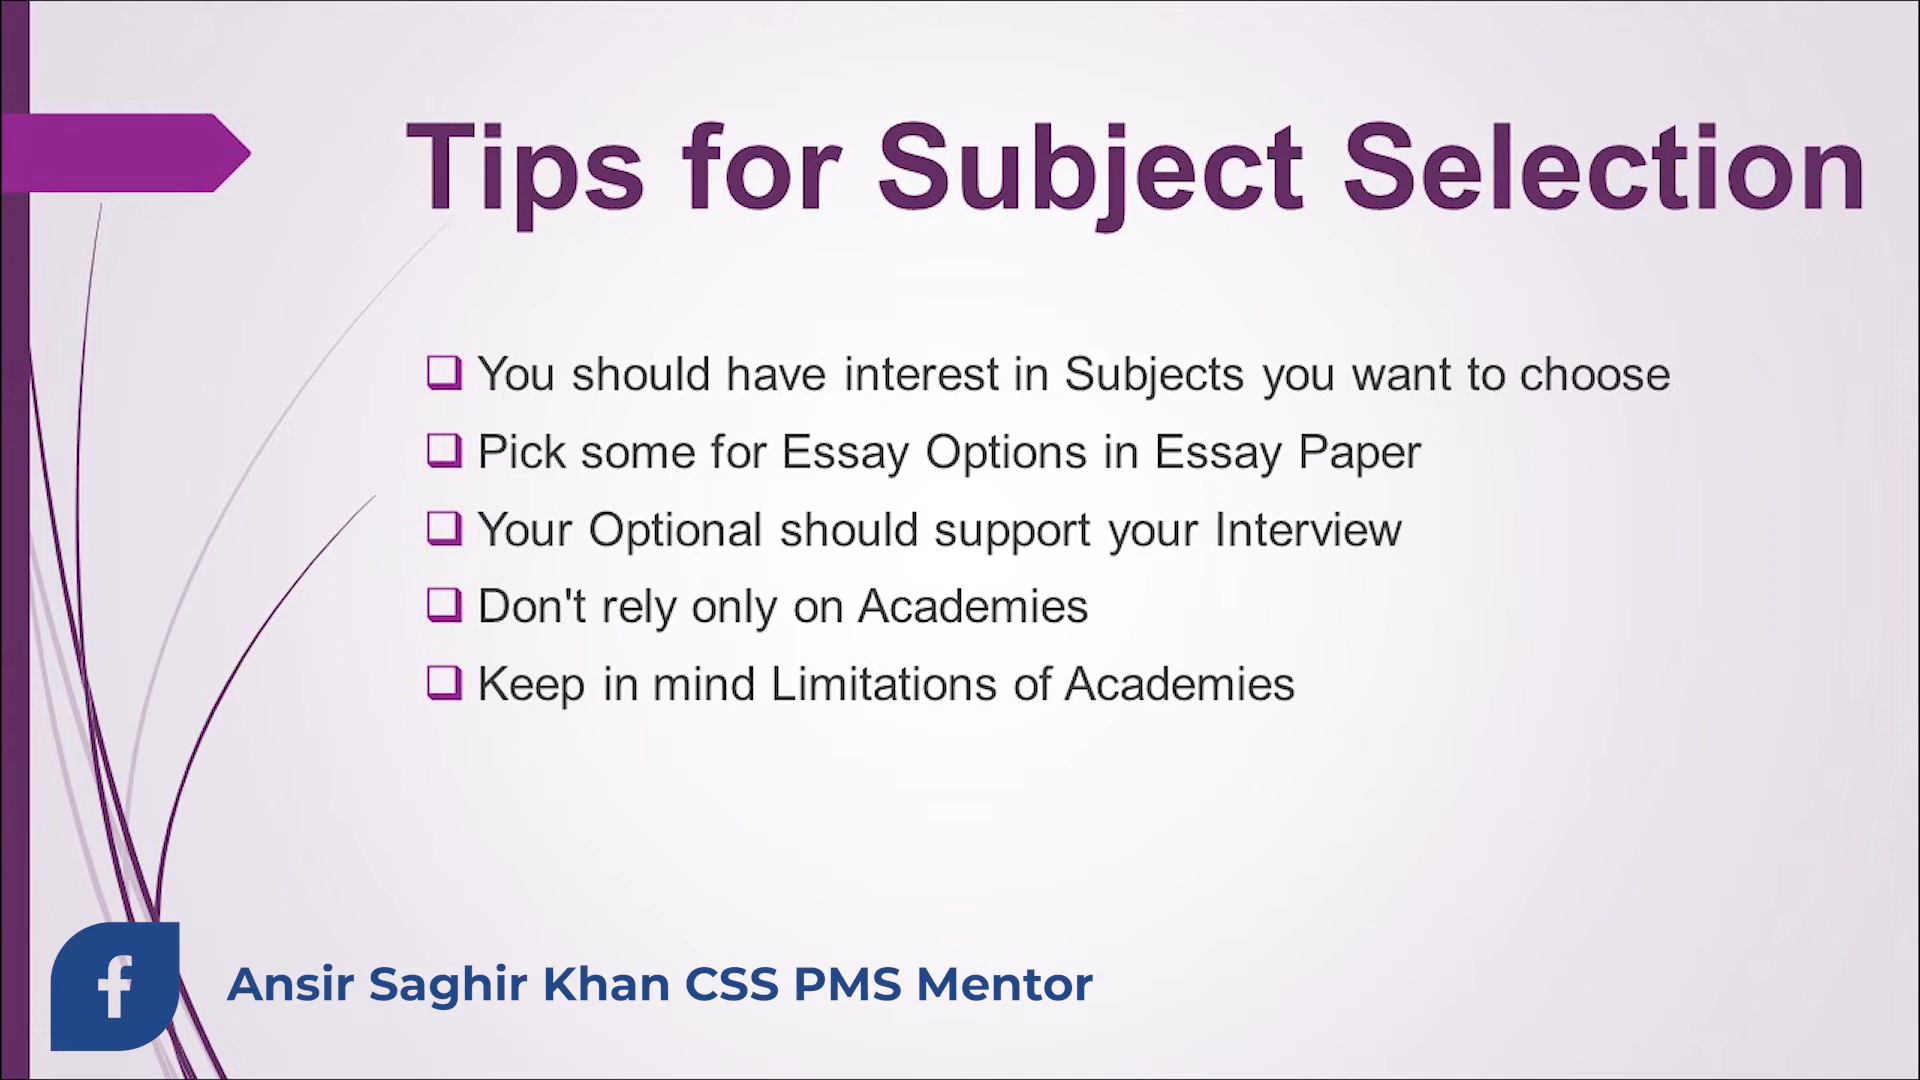 Tips for Subject Selection
You should have interest in Subjects you want to choose
Pick some for Essay Options in Essay Paper
Your Optional should support your Interview
Don't rely only on Academies
Keep in mind Limitations of Academies
f
Ansir Saghir Khan CSS PMS Mentor